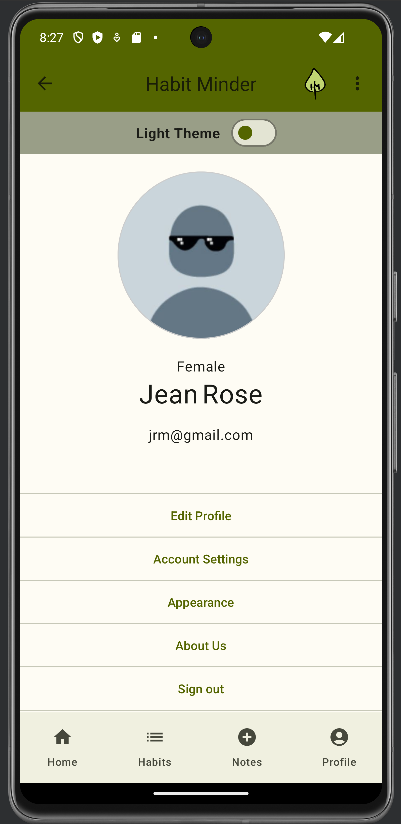 8:27
Habit Minder
Light Theme
Female
Jean Rose
jrm@gmail.com
Edit Profile
Account Settings
Appearance
About Us
Sign out
Home Habits Notes Profile